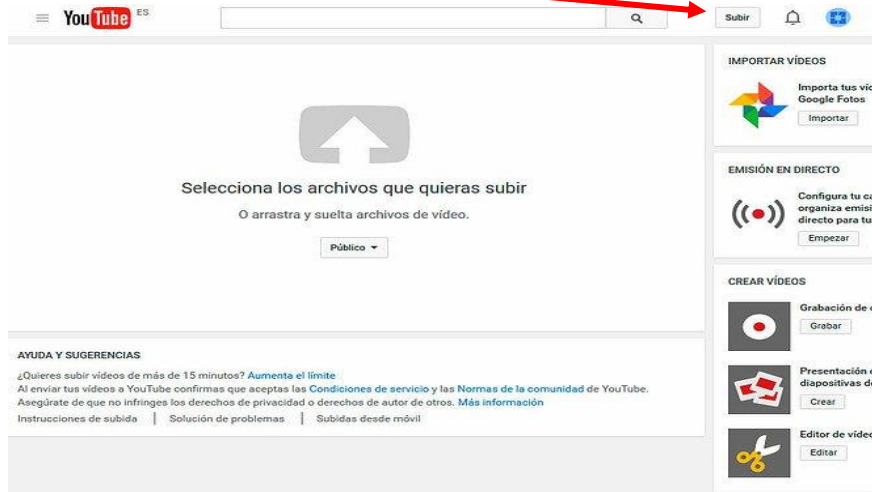 YouTube ES
Subir
Selecciona los archivos que quieras subir
O arrastra y suelta archivos de vídeo.
Público
AYUDA Y SUGERENCIAS
¿Quieres subir vídeos de más de 15 minutos? Aumenta el límite
Al enviar tus vídeos a YouTube confirmas que aceptas las Condiciones de servicio y las Normas de la comunidad de YouTube.
Asegúrate de que no infringes los derechos de privacidad o derechos de autor de otros. Más información
Instrucciones de subida | Solución de problemas | Subidas desde móvil
IMPORTAR VÍDEOS
Importa tus víd
Google Fotos
Importar
EMISIÓN EN DIRECTO
Configura tu ca
organiza emisi
directo para tu
Empezar
CREAR VÍDEOS
Grabación de
Grabar
Presentación
diapositivas de
Crear
Editor de vídeo
Editar